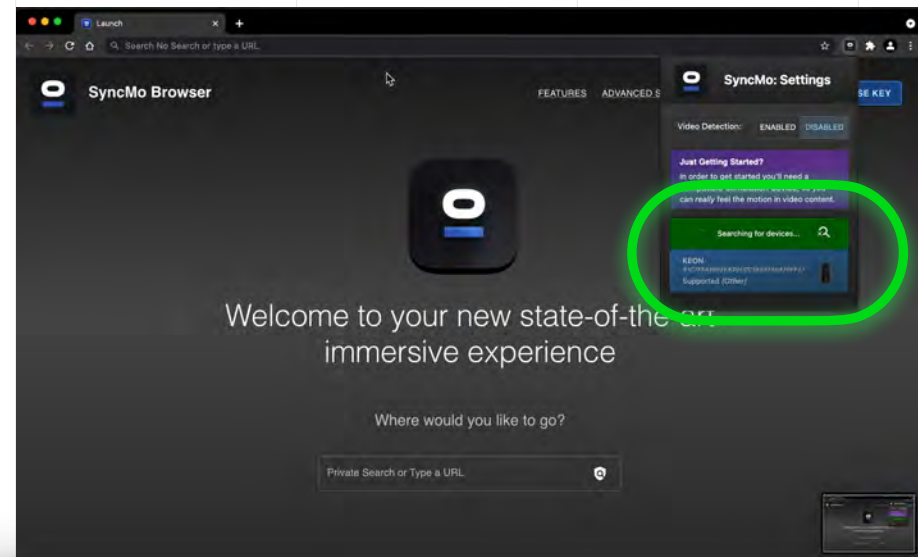 Launch
Search No Search or type a URL
SyncMo Browser
FEATURES
ADVANCED S
SE KEY
SyncMo: Settings
Video Detection: ENABLED DISABLED
Just Getting Started?
In order to get started you'll need a
can really feel the motion in video content.
Searching for devices...
KEON
Supported (Other)
Welcome to your new state-of-the art
immersive experience
Where would you like to go?
Private Search or Type a URL